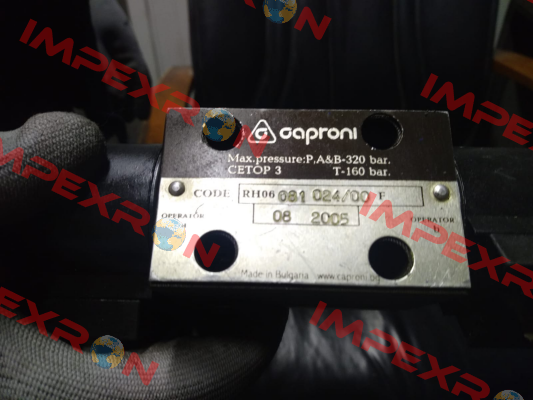 caproni
Max.pressure:P.A&B-320 bar.
CETOP 3 T-160 bar.
CODE RH06 081 024/00 F
OPERATOR a 08 2005 OPERATOR B
Made in Bulgaria www.caproni.bg
IMPEXRON
IMPEXRON
IMPEXRON
IMPEXRON
IMPEXRON